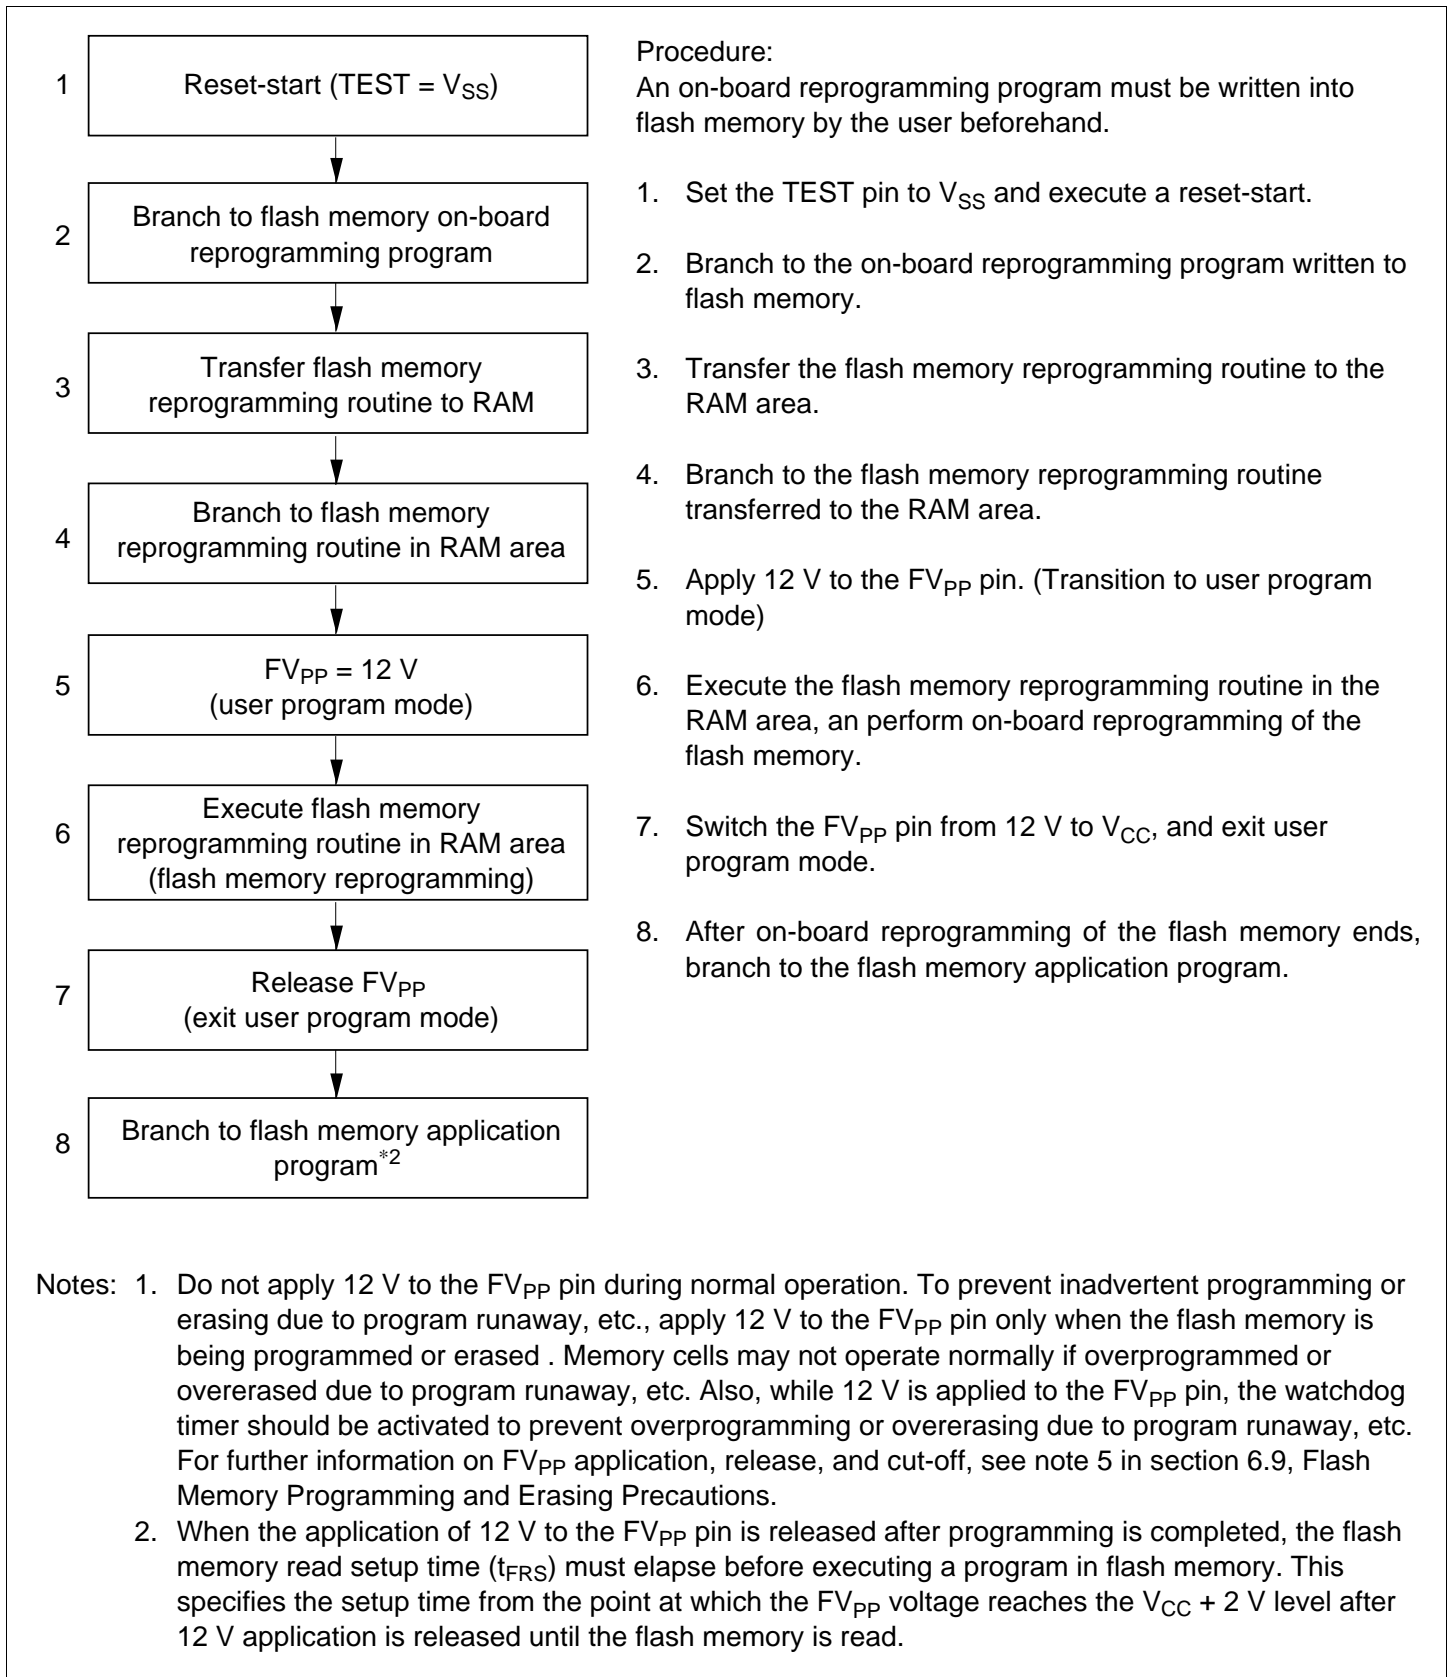 1
Reset-start (TEST = VSS)
2
Branch to flash memory on-board
reprogramming program
3
Transfer flash memory
reprogramming routine to RAM
4
Branch to flash memory
reprogramming routine in RAM area
5
FVPP = 12 V
(user program mode)
6
Execute flash memory
reprogramming routine in RAM area
(flash memory reprogramming)
7
Release FVPP
(exit user program mode)
8
Branch to flash memory application
program*2
Procedure:
An on-board reprogramming program must be written into
flash memory by the user beforehand.
1. Set the TEST pin to VSS and execute a reset-start.
2. Branch to the on-board reprogramming program written to
flash memory.
3. Transfer the flash memory reprogramming routine to the
RAM area.
4. Branch to the flash memory reprogramming routine
transferred to the RAM area.
5. Apply 12 V to the FVPP pin. (Transition to user program
mode)
6. Execute the flash memory reprogramming routine in the
RAM area, an perform on-board reprogramming of the
flash memory.
7. Switch the FVPP pin from 12 V to VCC, and exit user
program mode.
8. After on-board reprogramming of the flash memory ends,
branch to the flash memory application program.
Notes: 1. Do not apply 12 V to the FVPP pin during normal operation. To prevent inadvertent programming or
erasing due to program runaway, etc., apply 12 V to the FVPP pin only when the flash memory is
being programmed or erased . Memory cells may not operate normally if overprogrammed or
overerased due to program runaway, etc. Also, while 12 V is applied to the FVPP pin, the watchdog
timer should be activated to prevent overprogramming or overerasing due to program runaway, etc.
For further information on FVPP application, release, and cut-off, see note 5 in section 6.9, Flash
Memory Programming and Erasing Precautions.
2. When the application of 12 V to the FVPP pin is released after programming is completed, the flash
memory read setup time (tFRS) must elapse before executing a program in flash memory. This
specifies the setup time from the point at which the FVPP voltage reaches the VCC + 2 V level after
12 V application is released until the flash memory is read.